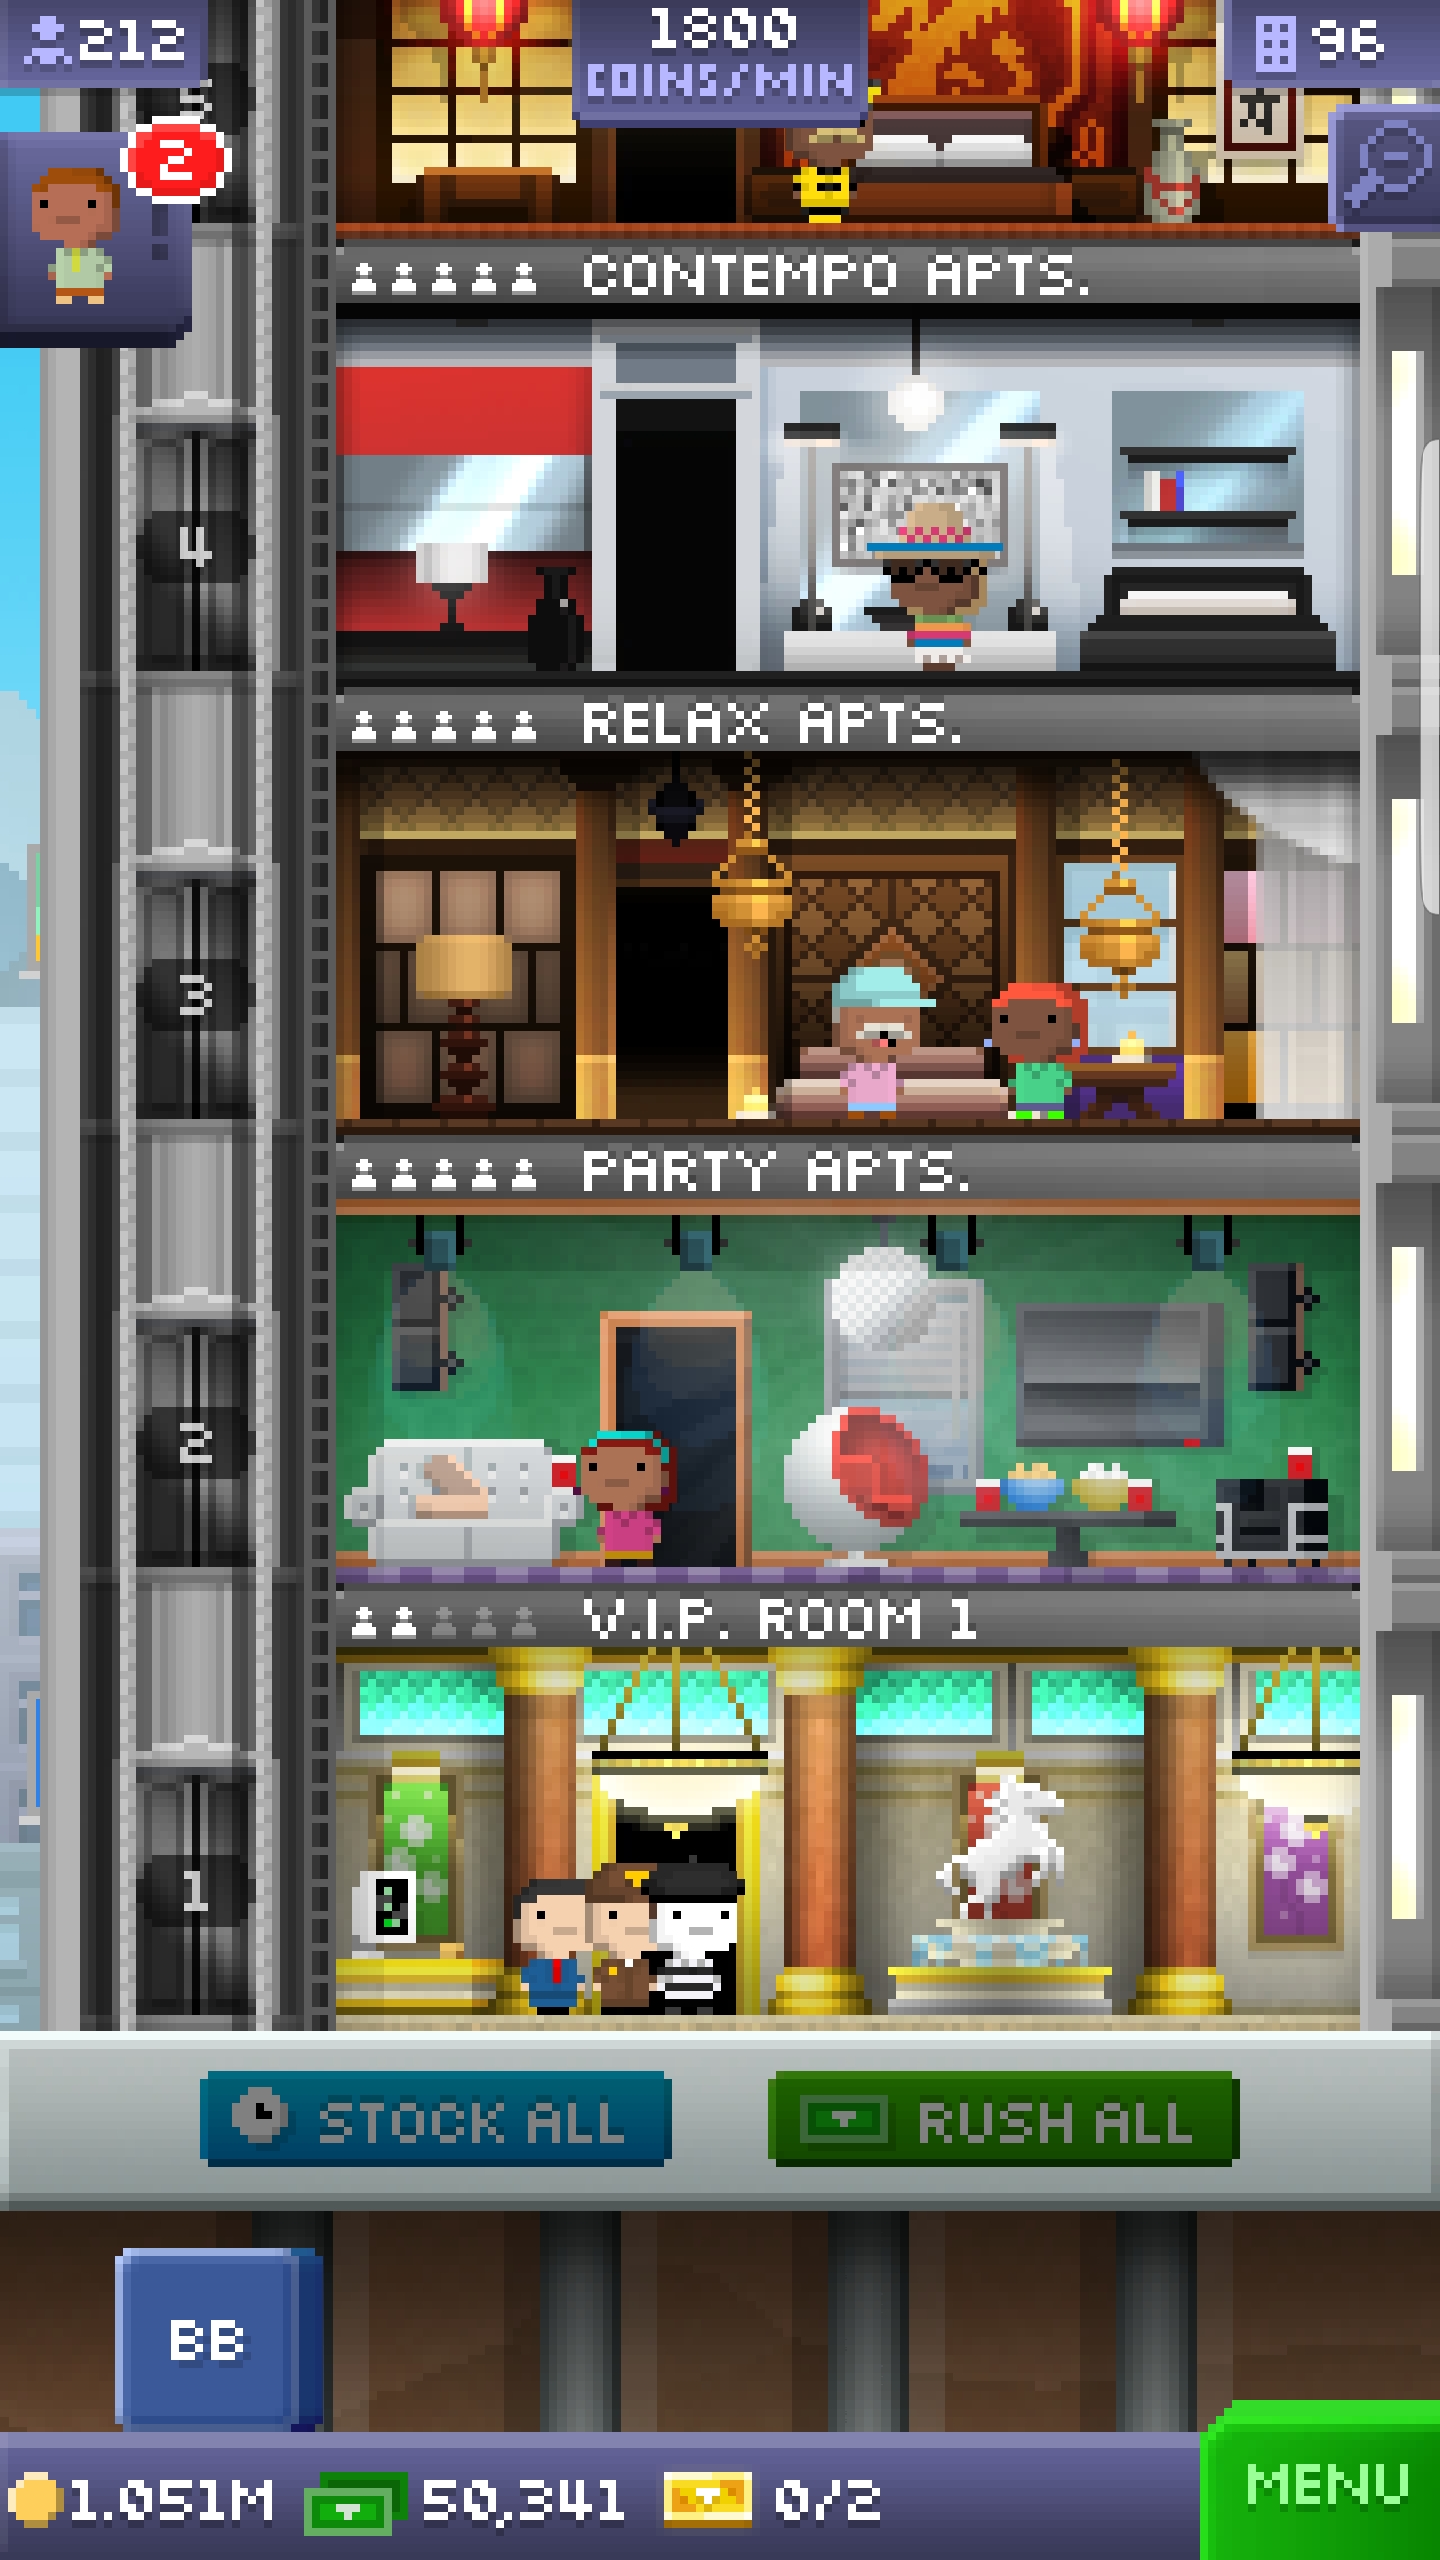 212
1800
COINS/MIN
96
2
CONTEMPO APTS.
4
RELAX APTS.
3
PARTY APTS.
2
V.I.P. ROOM 1
1
STOCK ALL
RUSH ALL
BB
1.051M
50,341
0/2
MENU